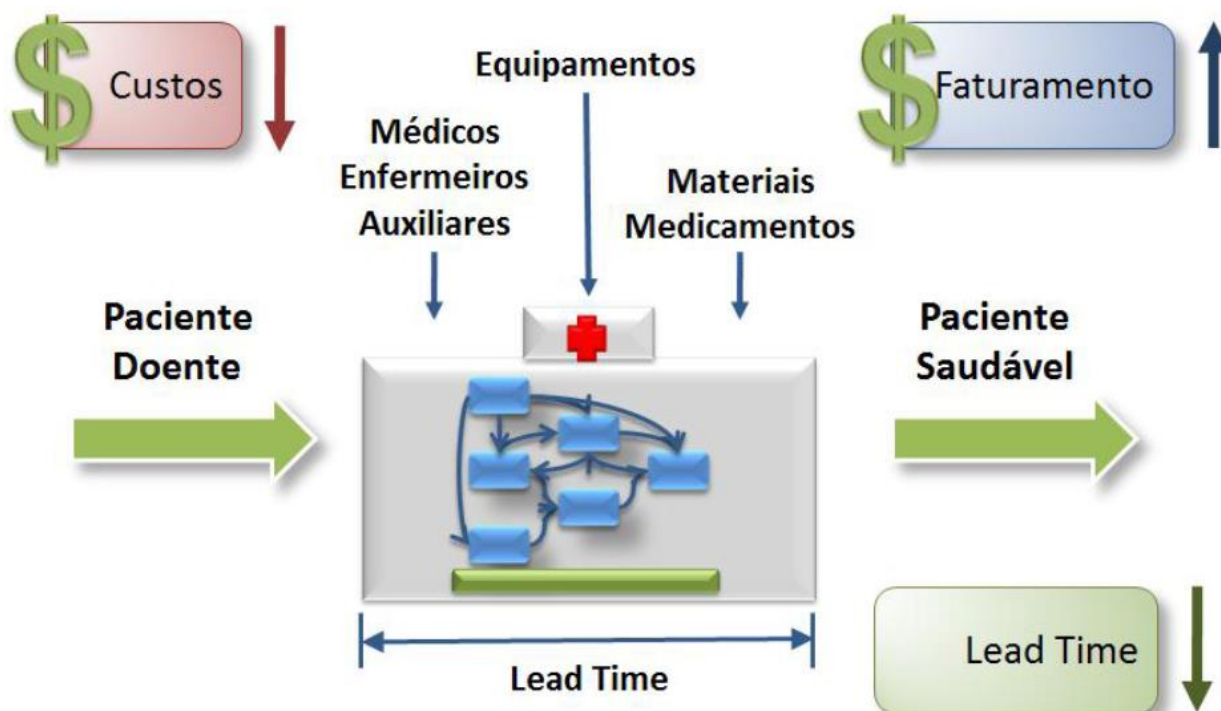 $ Custos
Equipamentos
$ Faturamento
Médicos
Enfermeiros
Auxiliares
Materiais
Medicamentos
Paciente
Doente
Paciente
Saudável
Lead Time
Lead Time